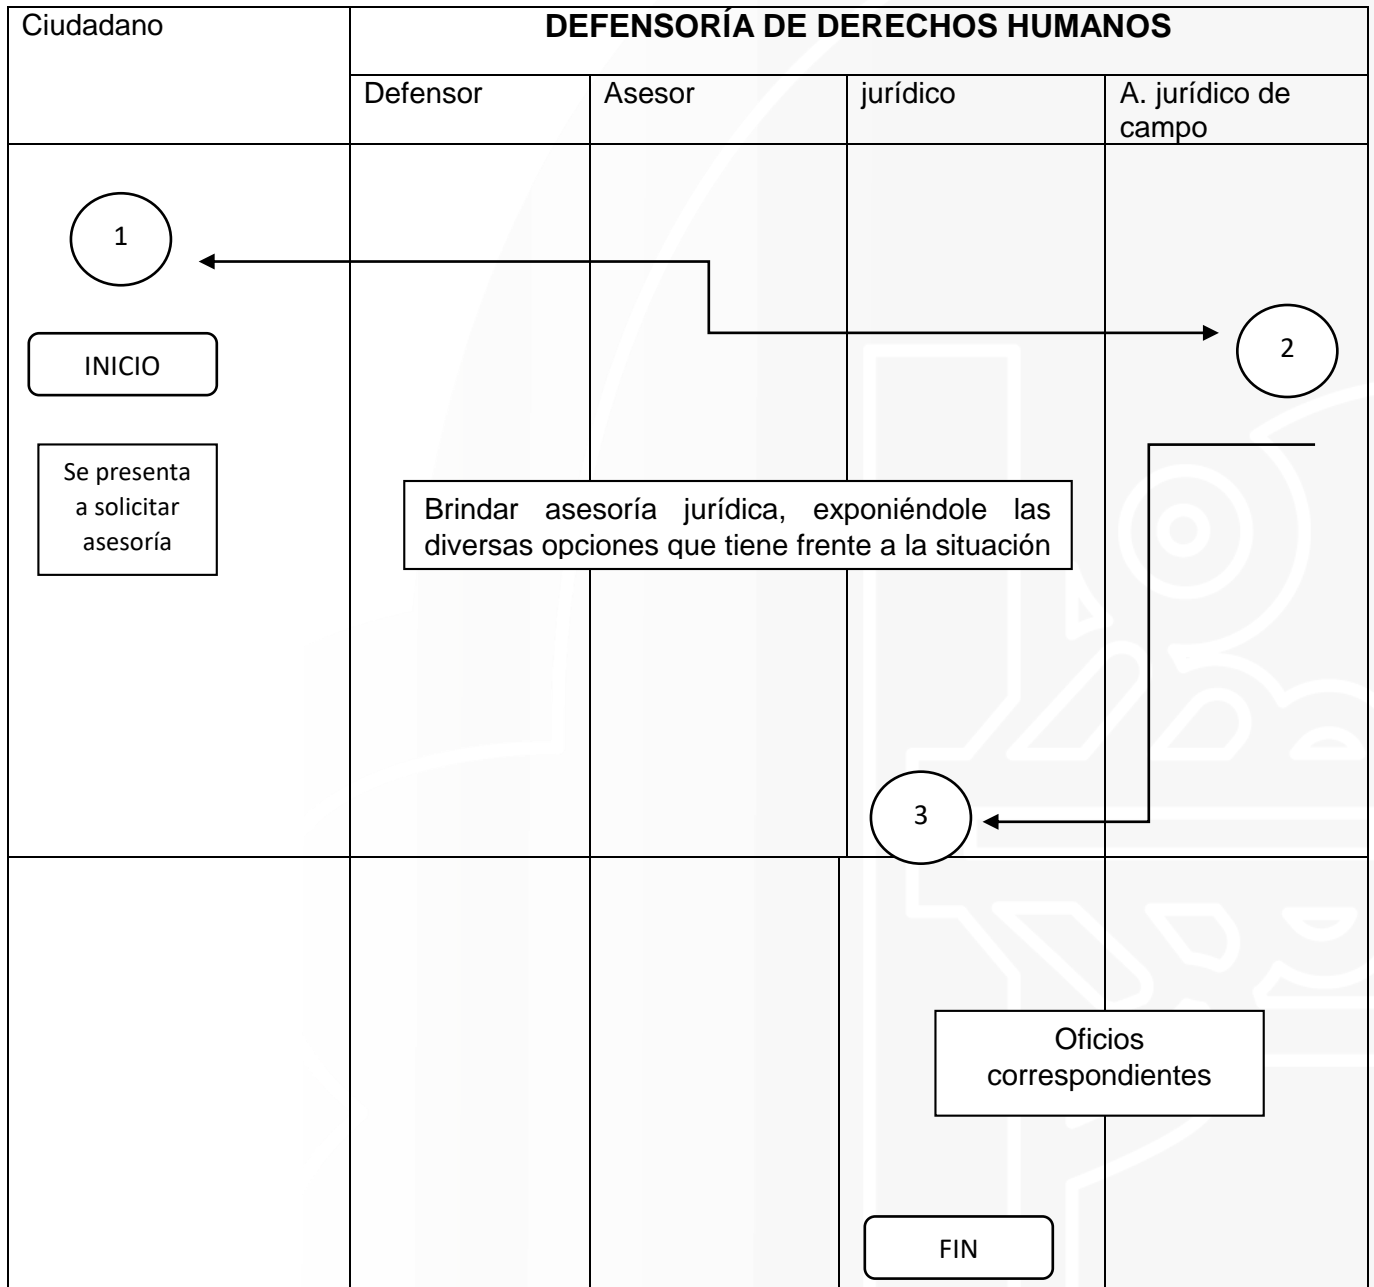 Ciudadano
DEFENSORÍA DE DERECHOS HUMANOS
Defensor
Asesor
jurídico
A. jurídico de
campo
1
2
INICIO
Se presenta
a solicitar
asesoría
Brindar asesoría jurídica, exponiéndole las
diversas opciones que tiene frente a la situación
3
Oficios
correspondientes
FIN